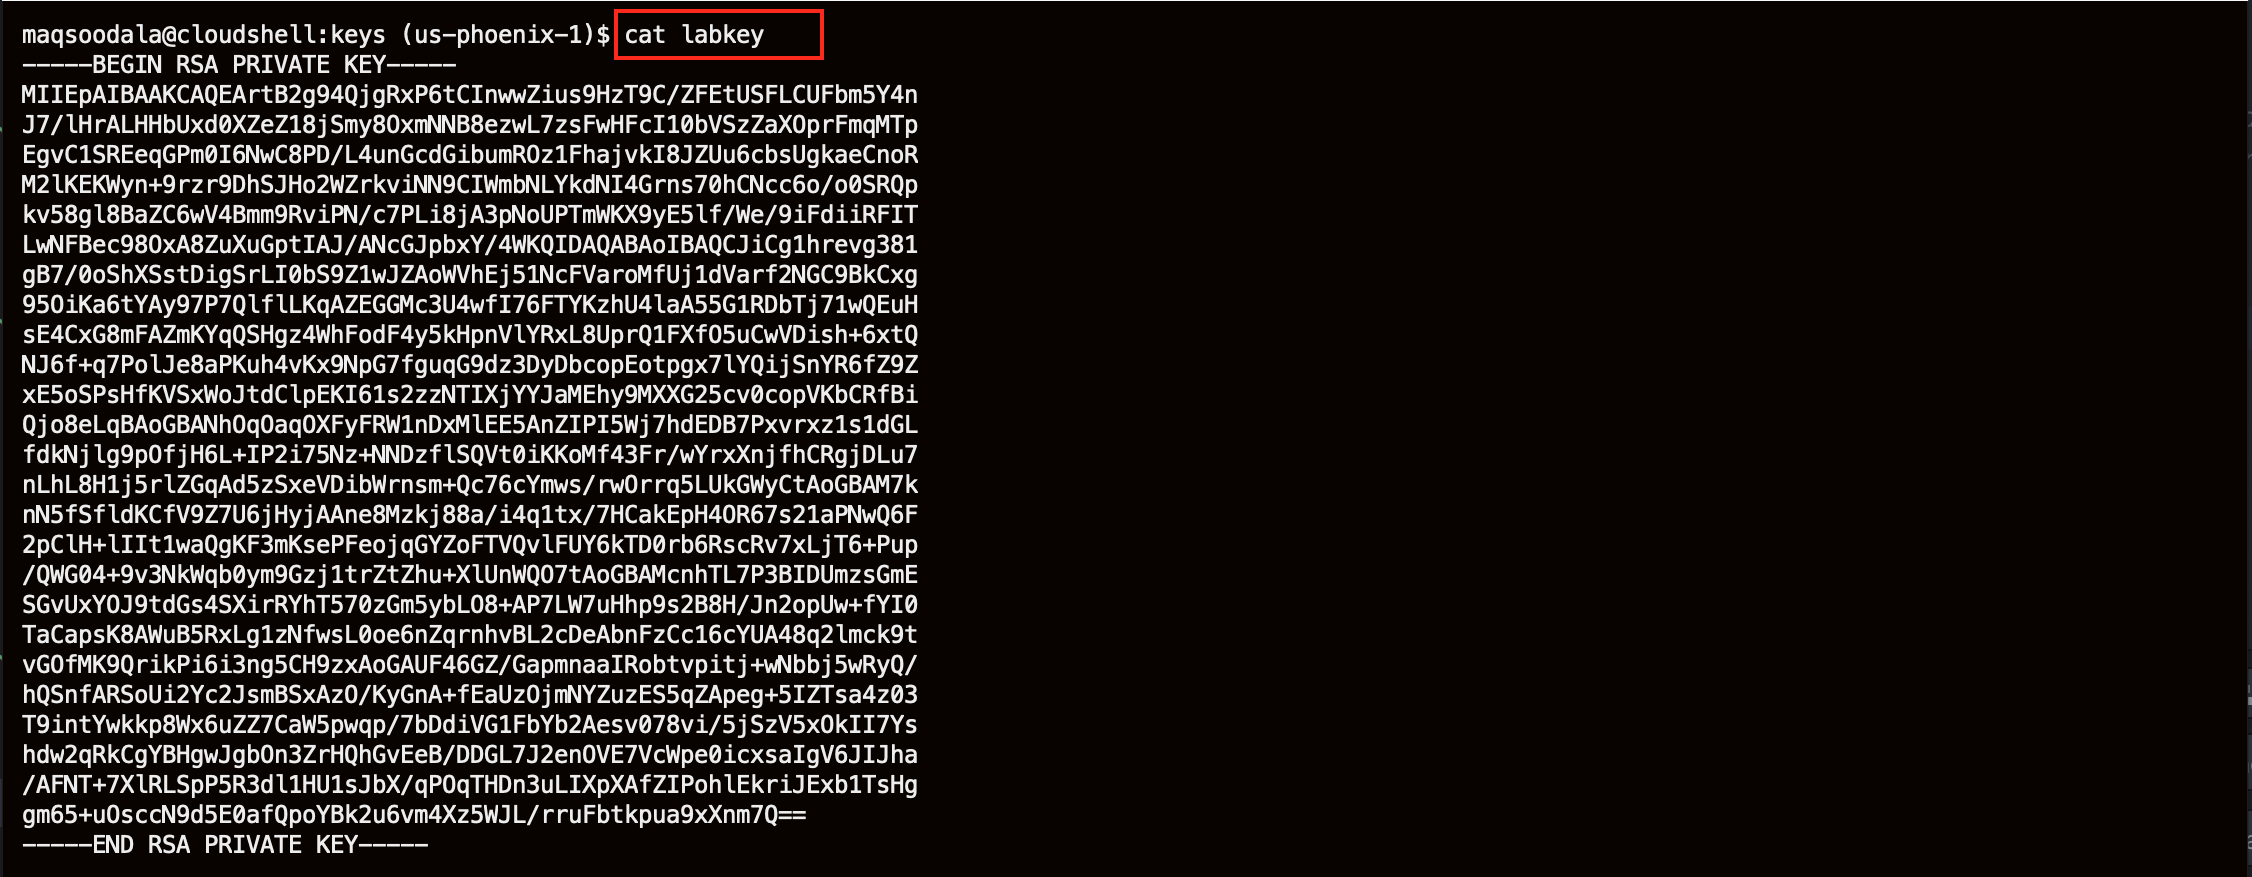 maqsoodala@cloudshell:keys (us-phoenix-1)$ cat labkey
-----BEGIN RSA PRIVATE KEY-----
MIIEpAIBAAKCAQEArtB2g94QjgRxP6tCInwwZius9HzT9C/ZFEtUSFLCUFbm5Y4n
J7/lHrALHHbUxd0XZeZ18jSmy8OxmNNB8ezwL7zsFwHFcI10bVSzZaXOprFmqMTp
EgvC1SREeqGPm0I6NwC8PD/L4unGcdGibumROz1FhajvkI8JZUu6cbsUgkaeCnoR
M2lKEKWyn+9rzr9DhSJHo2WZrkviNN9CIWmbNLYkdNI4Grns70hCNcc6o/o0SRQp
kv58gl8BaZC6wV4Bmm9RviPN/c7PLi8jA3pNoUPTmWKX9yE5lf/We/9iFdiiRFIT
LwNFBec98OxA8ZuXuGptIAJ/ANcGJpbxY/4WKQIDAQABAoIBAQCJiCg1hrevg381
gB7/0oShXSstDigSrLI0bS9Z1wJZAoWVhEj51NcFVaroMfUj1dVarf2NGC9BkCxg
95OiKa6tYAy97P7QlflLKqAZEGGMc3U4wfI76FTYKzhU4laA55G1RDbTj71wQEuH
sE4CxG8mFAZmKYqQSHgz4WhFodF4y5kHpnVlYRxL8UprQ1FXfO5uCwVDish+6xtQ
NJ6f+q7PolJe8aPKuh4vKx9NpG7fguqG9dz3DyDbcopEotpgx7lYQijSnYR6fZ9Z
xE5oSPsHfKVSxWoJtdClpEKI61s2zzNTIXjYYJaMEhy9MXXG25cv0copVKbCRfBi
Qjo8eLqBAoGBANhOqOaqOXFyFRW1nDxMlEE5AnZIPI5Wj7hdEDB7Pxvrxz1s1dGL
fdkNjlg9pOfjH6L+IP2i75Nz+NNDzflSQVt0iKKoMf43Fr/wYrxXnjfhCRgjDLu7
nLhL8H1j5rlZGqAd5zSxeVDibWrnsm+Qc76cYmws/rwOrrq5LUkGWyCtAoGBAM7k
nN5fSfldKCfV9Z7U6jHyjAAne8Mzkj88a/i4q1tx/7HCakEpH4OR67s21aPNwQ6F
2pClH+lIIt1waQgKF3mKsePFeojqGYZoFTVQvlFUY6kTD0rb6RscRv7xLjT6+Pup
/QWG04+9v3NkWqb0ym9Gzj1trZtZhu+XlUnWQO7tAoGBAMcnhTL7P3BIDUmzsGmE
SGvUxYOJ9tdGs4SXirRYhT570zGm5ybLO8+AP7LW7uHhp9s2B8H/Jn2opUw+fYI0
TaCapsK8AWuB5RxLg1zNfwsL0oe6nZqrnhvBL2cDeAbnFzCc16cYUA48q2lmck9t
vGOfMK9QrikPi6i3ng5CH9zxAoGAUF46GZ/GapmnaaIRobtvpitj+wNbbj5wRyQ/
hQSnfARSoUi2Yc2JsmBSxAzO/KyGnA+fEaUzOjmNYZuzES5qZApeg+5IZTsa4z03
T9intYwkkp8Wx6uZZ7CaW5pwqp/7bDdiVG1FbYb2Aesv078vi/5jSzV5xOkII7Ys
hdw2qRkCgYBHgwJgbOn3ZrHQhGvEeB/DDGL7J2enOVE7VcWpe0icxsaIgV6JIJha
/AFNT+7XlRLSpP5R3dl1HU1sJbX/qPOqTHDn3uLIXpXAfZIPohlEkriJExb1TsHg
gm65+uOsccN9d5E0afQpoYBk2u6vm4Xz5WJL/rruFbtkpua9xXnm7Q==
-----END RSA PRIVATE KEY-----